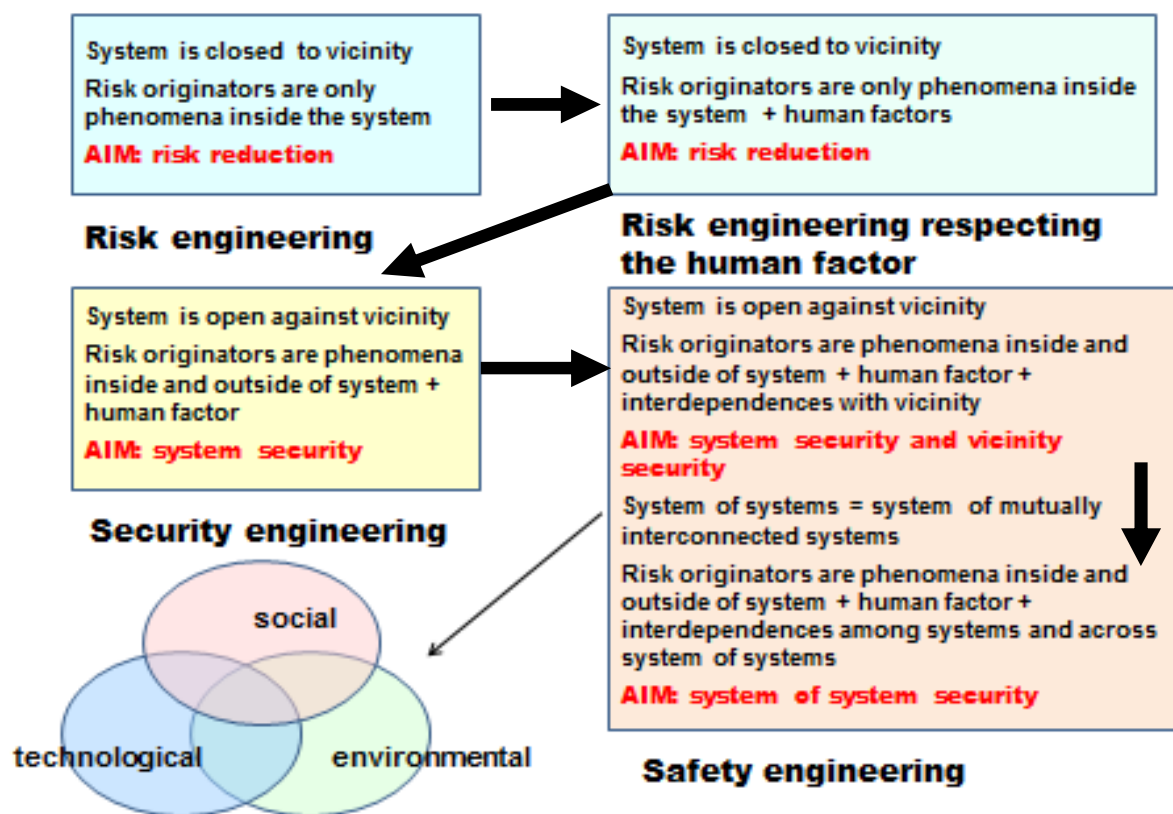 System is closed to vicinity
Risk originators are only
phenomena inside the system
AIM: risk reduction
Risk engineering
System is closed to vicinity
Risk originators are only phenomena inside
the system + human factors
AIM: risk reduction
Risk engineering respecting
the human factor
System is open against vicinity
Risk originators are phenomena
inside and outside of system +
human factor
AIM: system security
Security engineering
System is open against vicinity
Risk originators are phenomena inside and
outside of system + human factor +
interdependences with vicinity
AIM: system security and vicinity
security
System of systems = system of mutually
interconnected systems
Risk originators are phenomena inside and
outside of system + human factor +
interdependences among systems and across
system of systems
AIM: system of system security
Safety engineering
social
technological
environmental